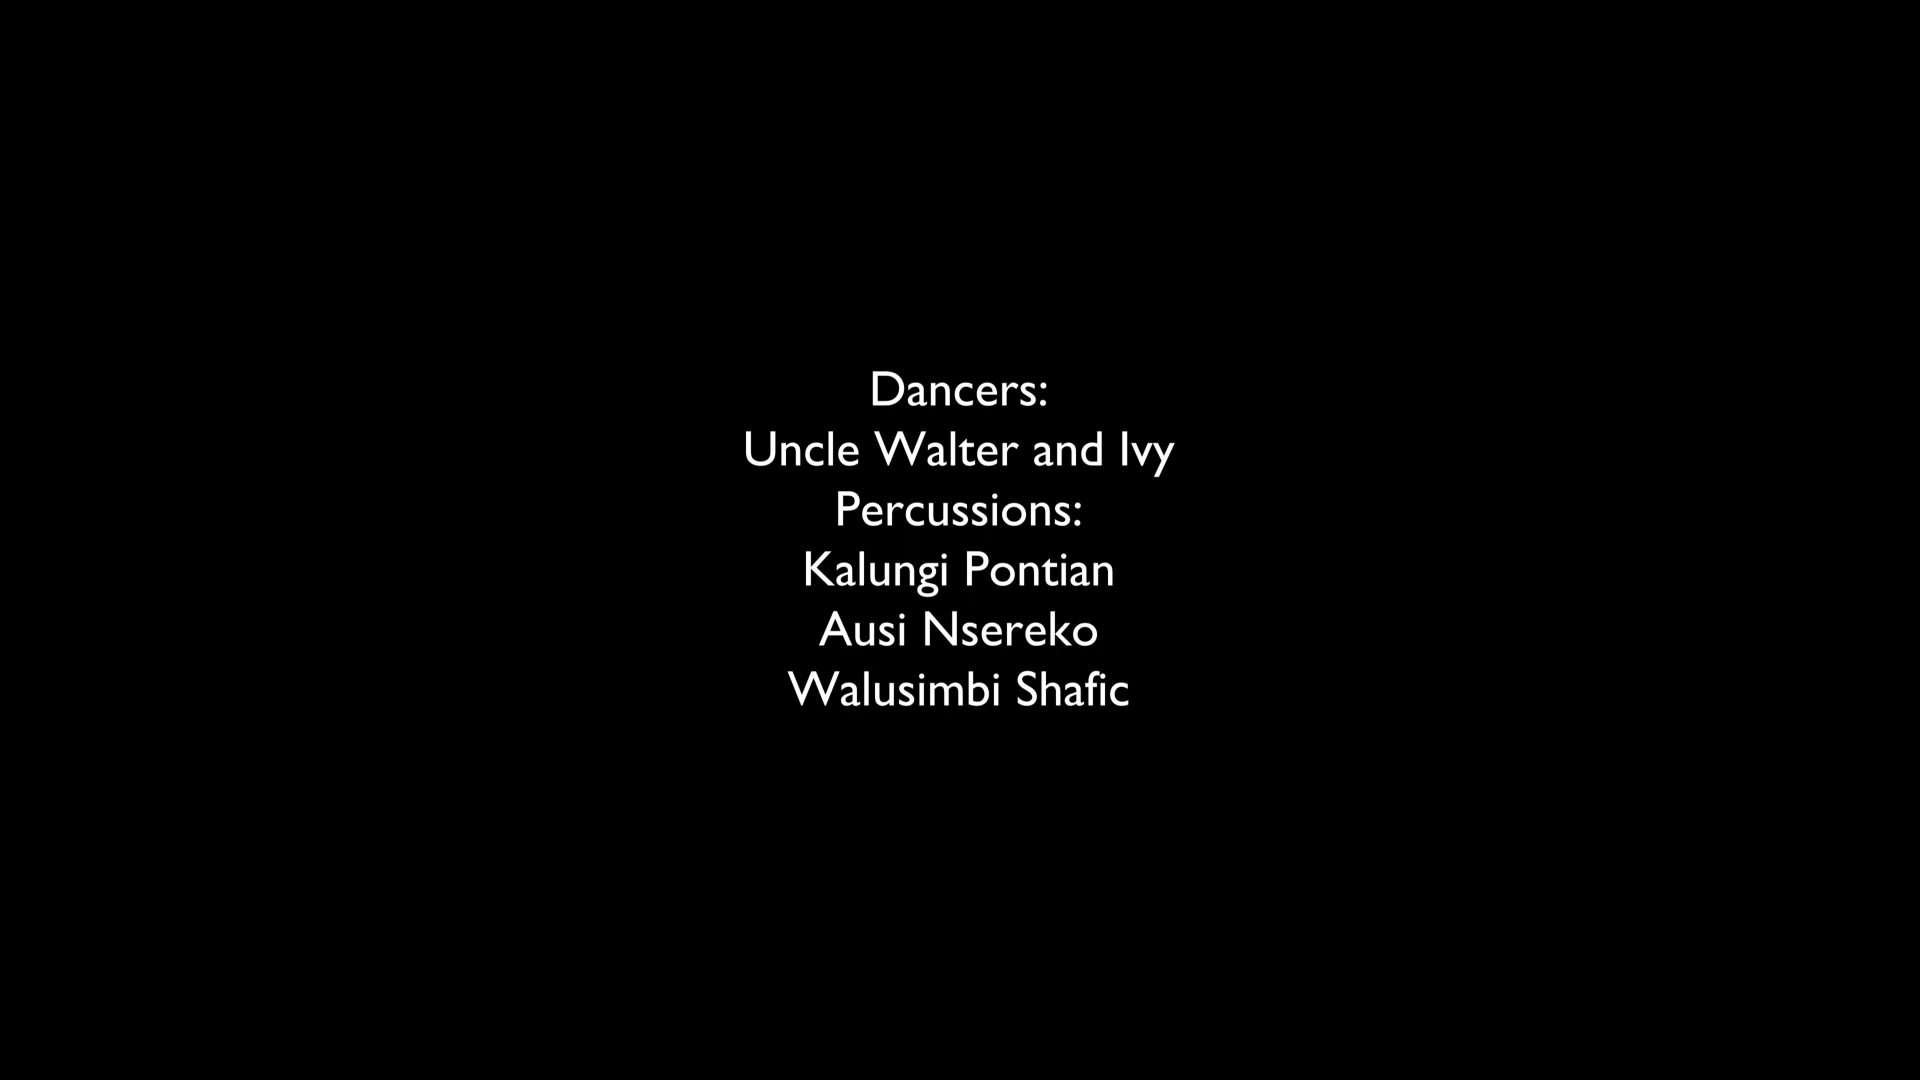 Dancers:
Uncle Walter and Ivy
Percussions:
Kalungi Pontian
Ausi Nsereko
Walusimbi Shafic